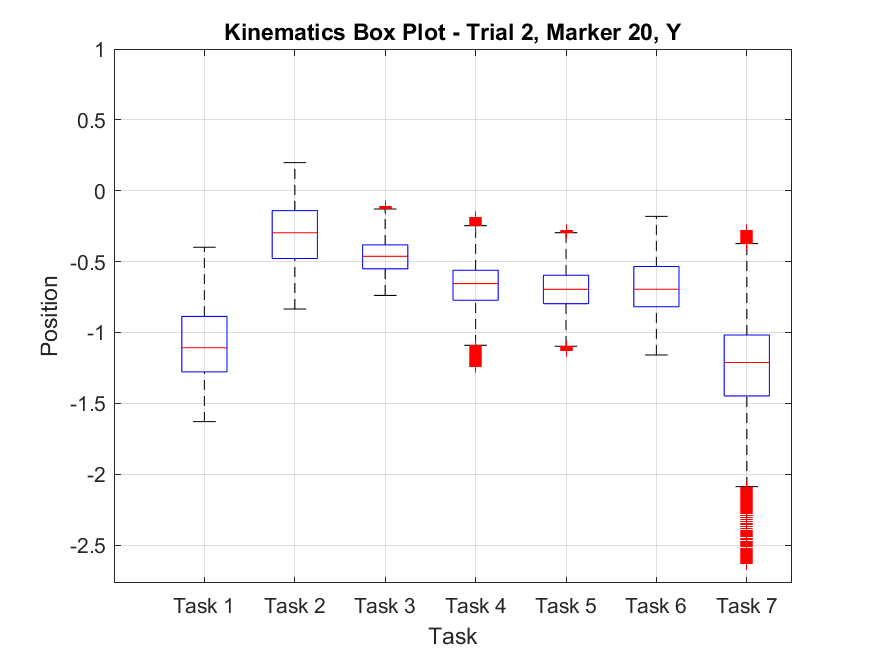 Kinematics Box Plot - Trial 2, Marker 20, Y
1
0.5
0
-0.5
-1
-1.5
-2
-2.5
Position
Task 1 Task 2 Task 3 Task 4 Task 5 Task 6 Task 7
Task